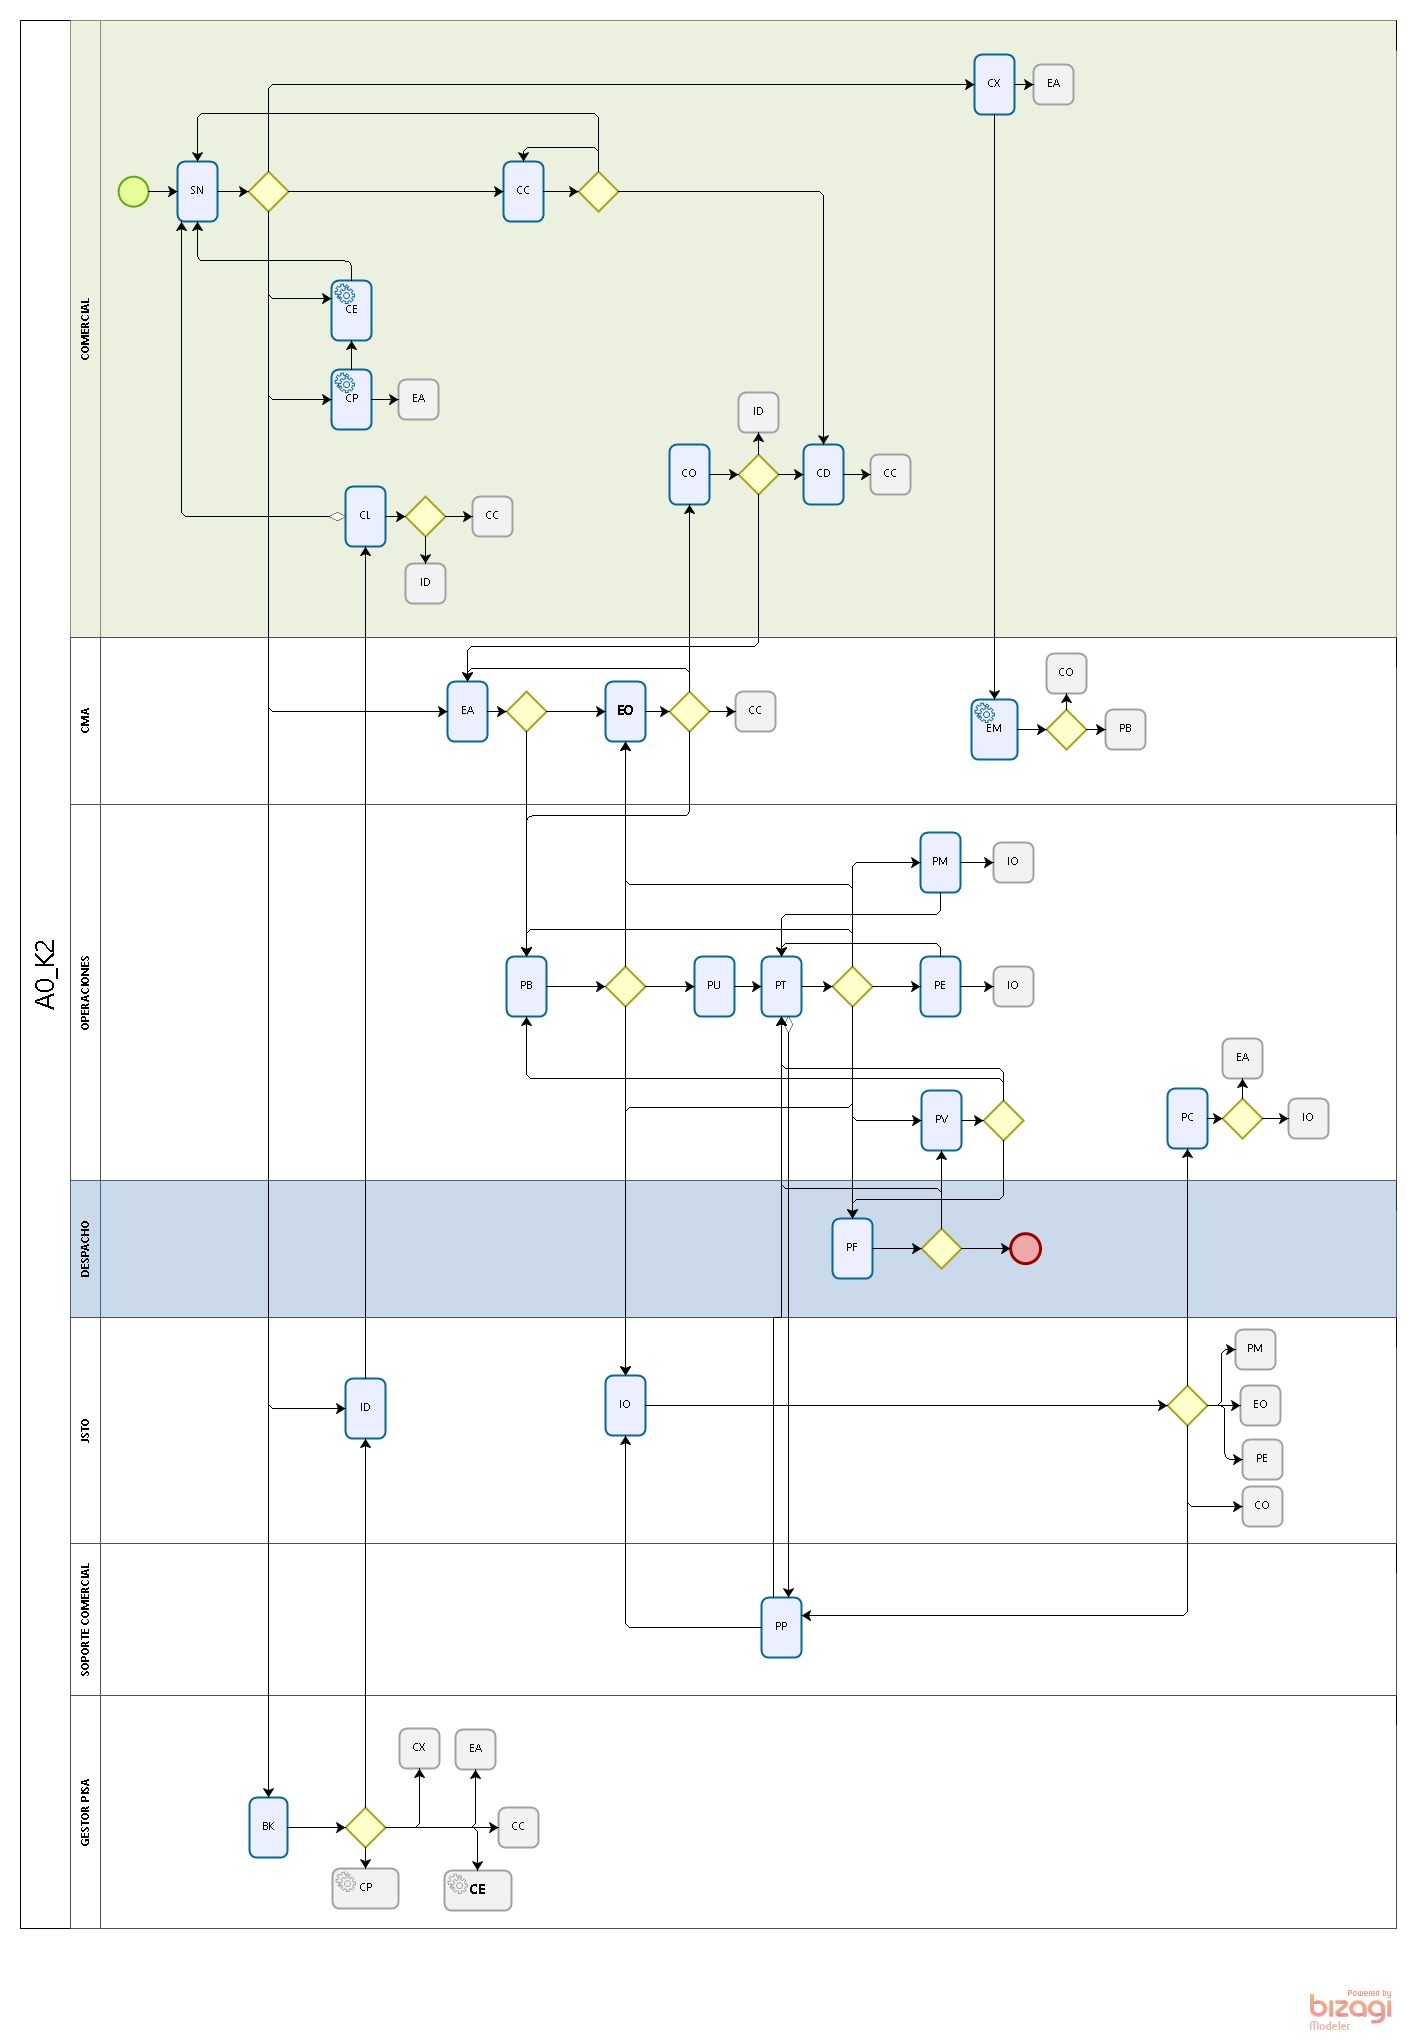 A0_K2
COMERCIAL
CX
EA
SN
CC
CE
CP
EA
ID
CO
CD
CC
CL
CC
ID
CMA
CO
EA
EO
CC
EM
PB
OPERACIONES
PM
IO
PB
PU
PT
PE
IO
EA
PV
PC
IO
DESPACHO
PF
JSTO
PM
ID
IO
EO
PE
CO
SOPORTE COMERCIAL
PP
GESTOR PISA
CX
EA
BK
CC
CP
CE
Powered by
bizagi
Modeler